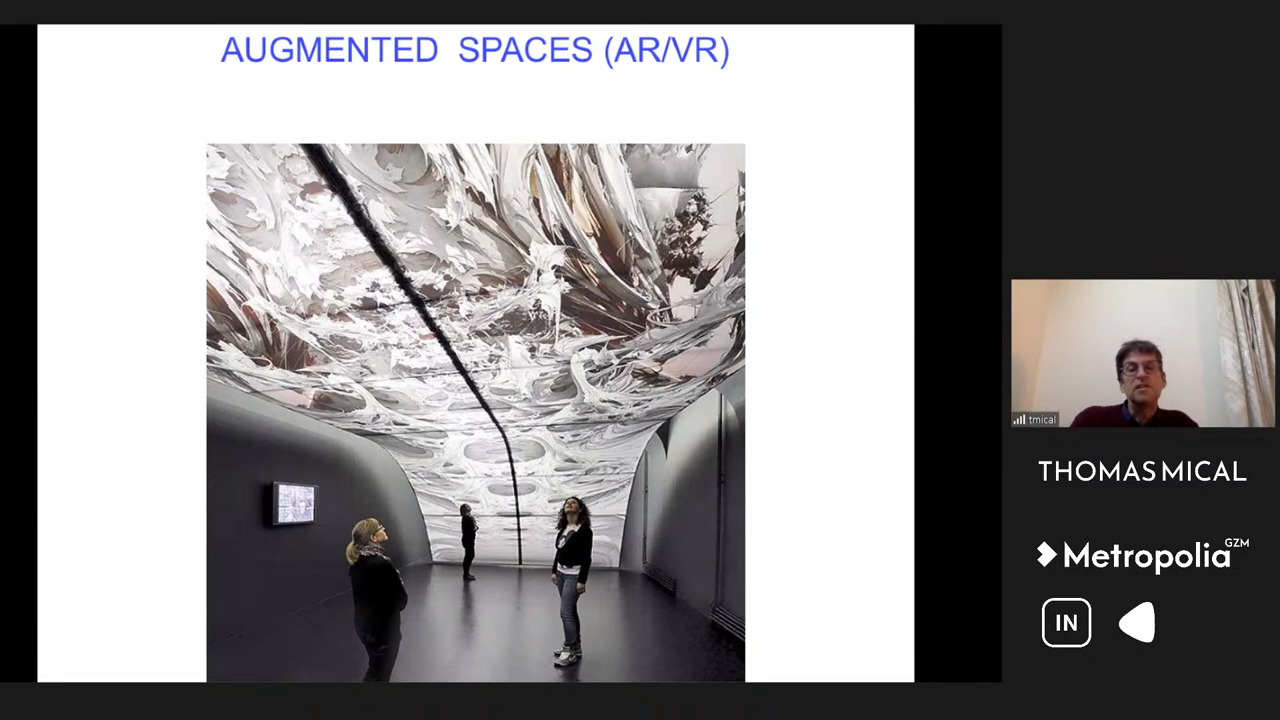 AUGMENTED SPACES (AR/VR)
tmical
THOMAS MICAL
Metropolia GZM
IN